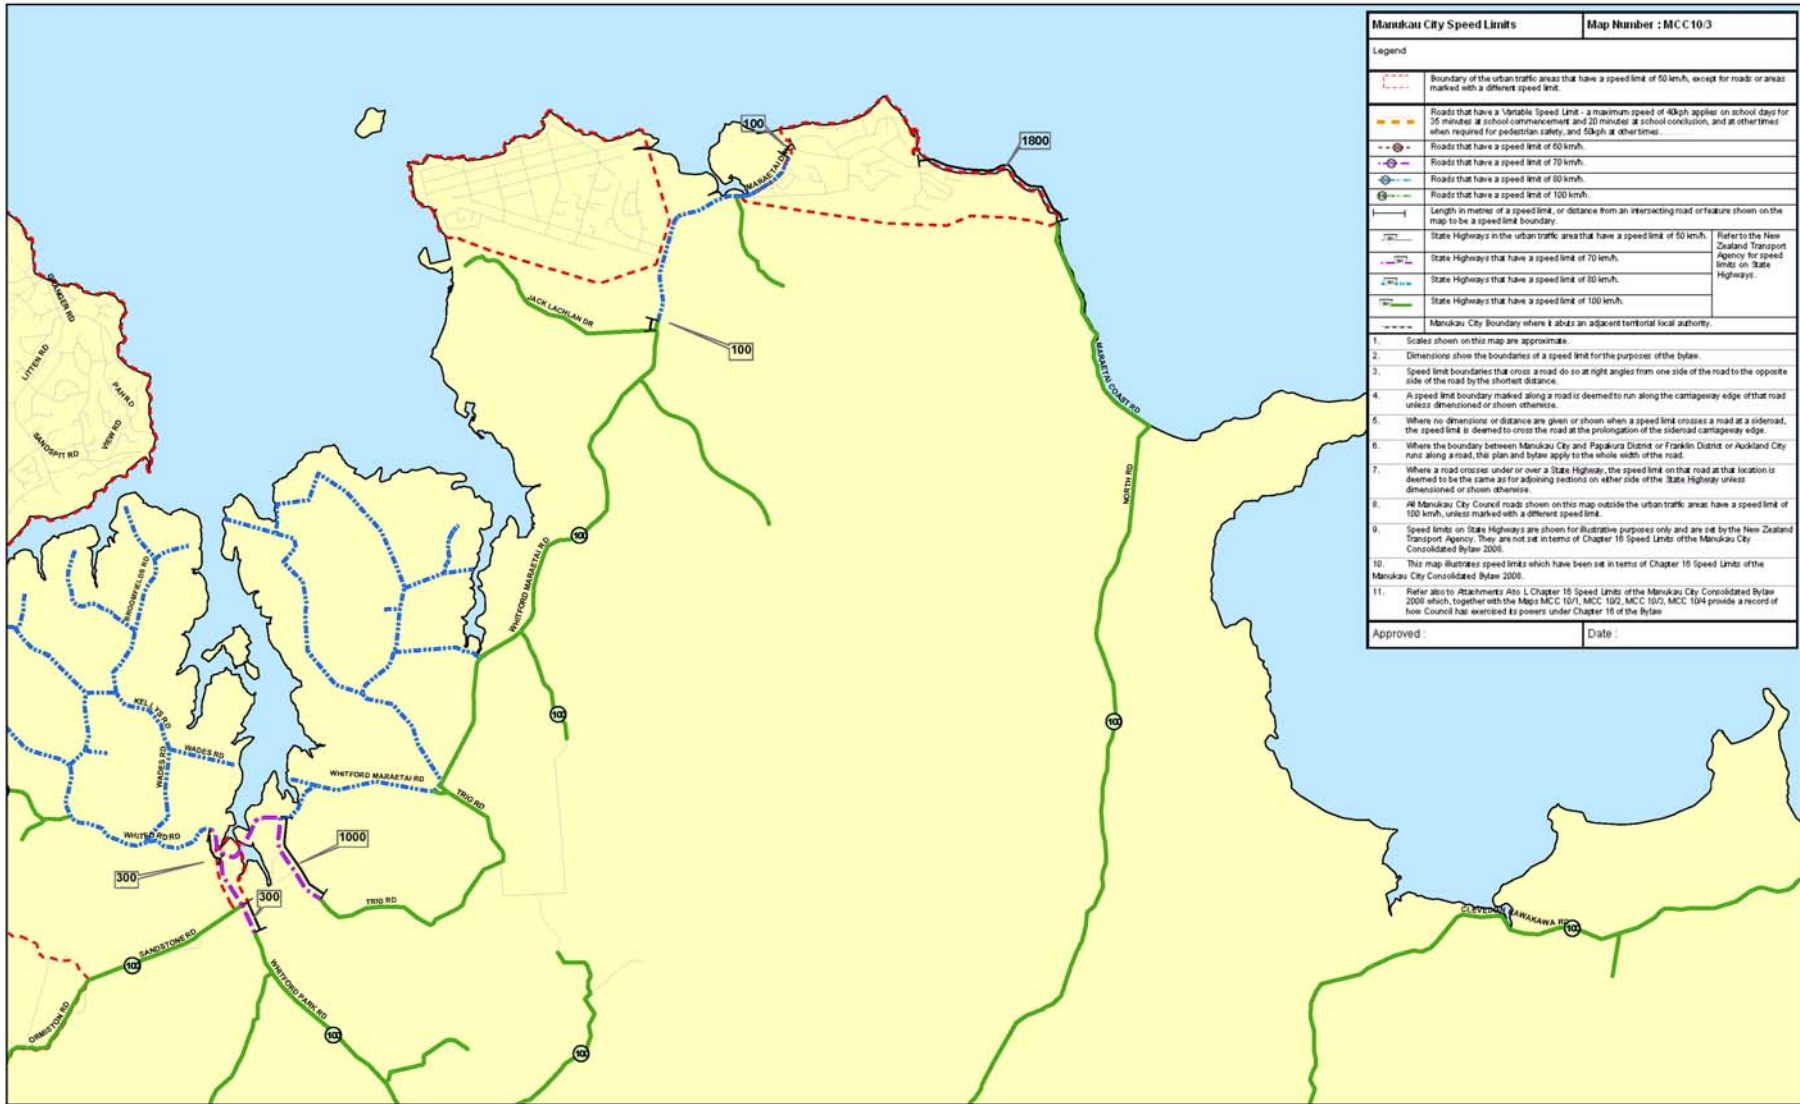 Manukau City Speed Limits
Map Number : MCC10/3
Legend
Boundary of the urban traffic areas that have a speed limit of 50 km/h, except for roads or areas
marked with a different speed limit.
Roads that have a Variable Speed Limit - a maximum speed of 40kph applies on school days for
35 minutes at school commencement and 20 minutes at school conclusion, and at other times
when required for pedestrian safety, and 50kph at other times.
Roads that have a speed limit of 60 km/h.
Roads that have a speed limit of 70 km/h.
Roads that have a speed limit of 80 km/h.
Roads that have a speed limit of 100 km/h.
Length in metres of a speed limit, or distance from an intersecting road or feature shown on the
map to be a speed limit boundary.
State Highways in the urban traffic area that have a speed limit of 50 km/h.
State Highways that have a speed limit of 70 km/h.
State Highways that have a speed limit of 80 km/h.
State Highways that have a speed limit of 100 km/h.
Refer to the New
Zealand Transport
Agency for speed
limits on State
Highways.
Manukau City Boundary where it abuts an adjacent territorial local authority.
1. Scales shown on this map are approximate.
2. Dimensions show the boundaries of a speed limit for the purposes of the bylaw.
3. Speed limit boundaries that cross a road do so at right angles from one side of the road to the opposite
side of the road by the shortest distance.
4. A speed limit boundary marked along a road is deemed to run along the carriageway edge of that road
unless dimensioned or shown otherwise.
5. Where no dimensions or distance are given or shown when a speed limit crosses a road at a sideroad,
the speed limit is deemed to cross the road at the prolongation of the sideroad carriageway edge.
6. Where the boundary between Manukau City and Papakura District or Franklin District or Auckland City
runs along a road, this plan and bylaw apply to the whole width of the road.
7. Where a road crosses under or over a State Highway, the speed limit on that road at that location is
deemed to be the same as for adjoining sections on either side of the State Highway unless
dimensioned or shown otherwise.
8. All Manukau City Council roads shown on this map outside the urban traffic areas have a speed limit of
100 km/h, unless marked with a different speed limit.
9. Speed limits on State Highways are shown for illustrative purposes only and are set by the New Zealand
Transport Agency. They are not set in terms of Chapter 16 Speed Limits of the Manukau City
Consolidated Bylaw 2008.
10. This map illustrates speed limits which have been set in terms of Chapter 16 Speed Limits of the
Manukau City Consolidated Bylaw 2008.
11. Refer also to Attachments A to L Chapter 16 Speed Limits of the Manukau City Consolidated Bylaw
2008 which, together with the Maps MCC 10/1, MCC 10/2, MCC 10/3, MCC 10/4 provide a record of
how Council has exercised its powers under Chapter 16 of the Bylaw
Approved :
Date :
100
1800
MARAETAI D
GRANGER RD
LITTEN RD
PAH RD
VIEW RD
SANDSPIT RD
JACK LACHLAN DR
100
MARAETAI COAST RD
NORTH RD
100
WHITFORD MARAETAI RD
BROOMFIELDS RD
KELLYS RD
WADES RD
WADES RD
100
100
WHITFORD MARAETAI RD
TRIG RD
WHITFORD RD
1000
300
300
TRIG RD
SANDSTONE RD
100
ORMISTON RD
WHITFORD PARK RD
100
100
CLEVEDON KAWAKAWA RD
100